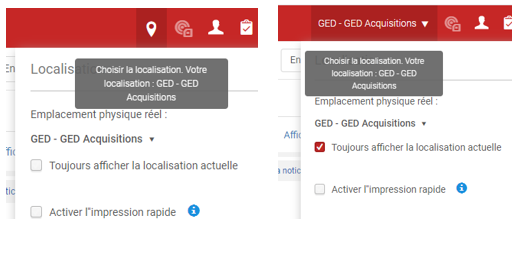 Localis
Choisir la localisation. Votre
localisation : GED - GED
Acquisitions
En
Emplacement physique réel :
GED - GED Acquisitions
Toujours afficher la localisation actuelle
Activer l"impression rapide
GED - GED Acquisitions
Choisir la localisation. Votre
localisation : GED - GED
Acquisitions
En
Emplacement physique réel :
GED - GED Acquisitions
Affi
Toujours afficher la localisation actuelle
notic
Activer l"impression rapide